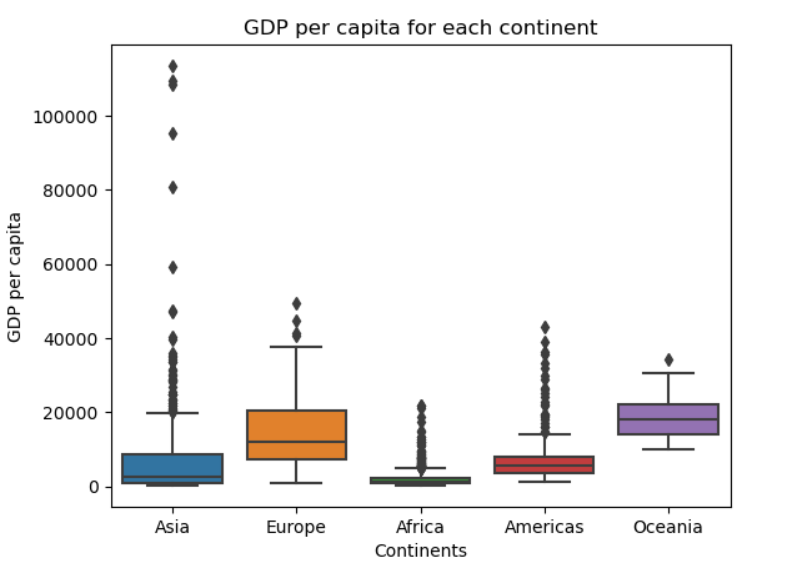 GDP per capita for each continent
GDP per capita
100000
80000
60000
40000
20000
0
Asia Europe Africa Americas Oceania
Continents